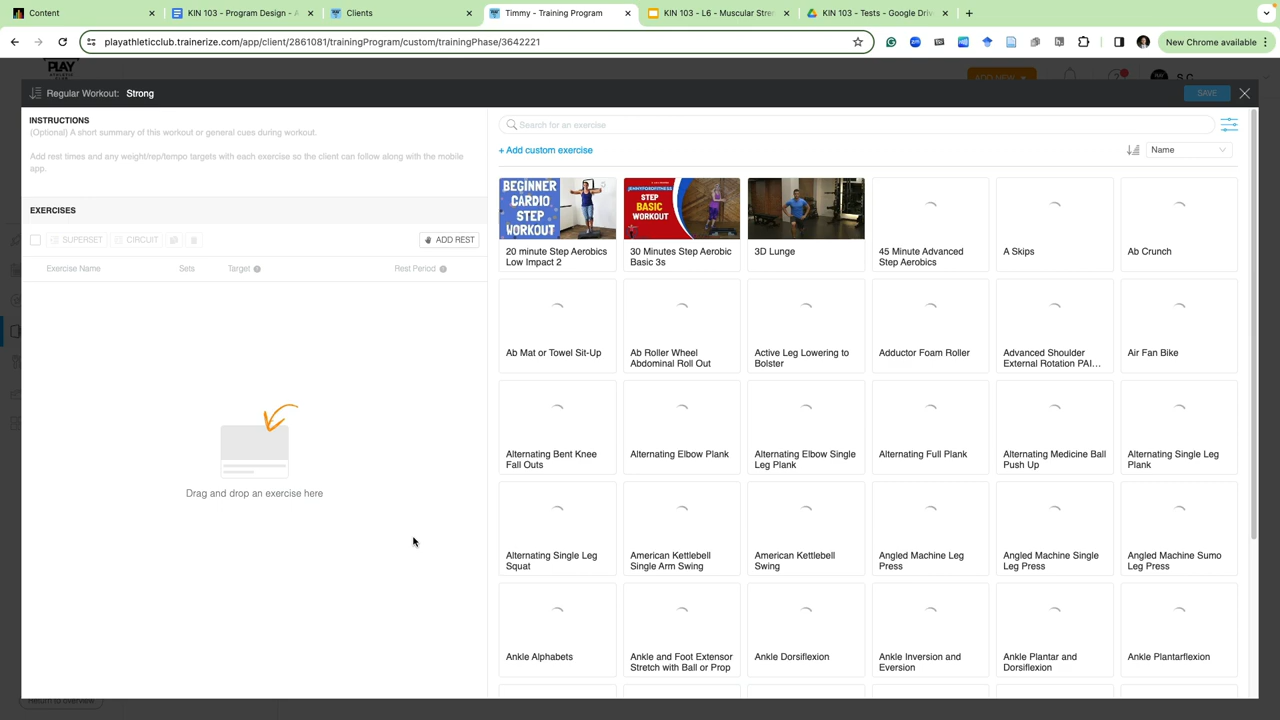 Content
KIN 103 - Program Design - A
Clients
Timmy - Training Program
KIN 103 - L6 - Muscular Stren
KIN 103 - Tests - Google Driv
playathleticclub.trainerize.com/app/client/2861081/trainingProgram/custom/trainingPhase/3642221
New Chrome available
PLAY
ADD NEW
S C
Regular Workout: Strong
SAVE
INSTRUCTIONS
(Optional) A short summary of this workout or general cues during workout.
Add rest times and any weight/rep/tempo targets with each exercise so the client can follow along with the mobile
app.
EXERCISES
SUPERSET
CIRCUIT
ADD REST
Exercise Name
Sets
Target
Rest Period
Drag and drop an exercise here
Return to overview
Search for an exercise
+ Add custom exercise
Name
BEGINNER
CARDIO
STEP
WORKOUT
20 minute Step Aerobics
Low Impact 2
STEP
BASIC
WORKOUT
30 Minutes Step Aerobic
Basic 3s
3D Lunge
45 Minute Advanced
Step Aerobics
A Skips
Ab Crunch
Ab Mat or Towel Sit-Up
Ab Roller Wheel
Abdominal Roll Out
Active Leg Lowering to
Bolster
Adductor Foam Roller
Advanced Shoulder
External Rotation PAI...
Air Fan Bike
Alternating Bent Knee
Fall Outs
Alternating Elbow Plank
Alternating Elbow Single
Leg Plank
Alternating Full Plank
Alternating Medicine Ball
Push Up
Alternating Single Leg
Plank
Alternating Single Leg
Squat
American Kettlebell
Single Arm Swing
American Kettlebell
Swing
Angled Machine Leg
Press
Angled Machine Single
Leg Press
Angled Machine Sumo
Leg Press
Ankle Alphabets
Ankle and Foot Extensor
Stretch with Ball or Prop
Ankle Dorsiflexion
Ankle Inversion and
Eversion
Ankle Plantar and
Dorsiflexion
Ankle Plantarflexion